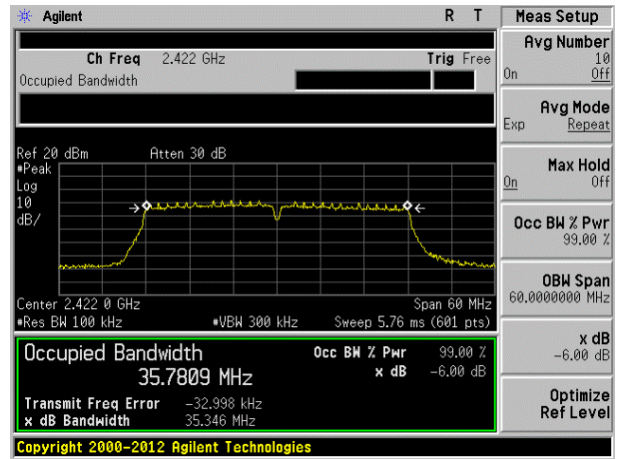 Agilent R T
Ch Freq 2.422 GHz Trig Free
Occupied Bandwidth
Ref 20 dBm Atten 30 dB
#Peak
Log
10
dB/
Center 2.422 0 GHz Span 60 MHz
#Res BW 100 kHz #VBW 300 kHz Sweep 5.76 ms (601 pts)
Occupied Bandwidth Occ BW % Pwr 99.00 %
35.7809 MHz x dB -6.00 dB
Transmit Freq Error -32.998 kHz
x dB Bandwidth 35.346 MHz
Copyright 2000-2012 Agilent Technologies
Meas Setup
Avg Number
10
On Off
Avg Mode
Exp Repeat
Max Hold
On Off
Occ BW % Pwr
99.00 %
OBW Span
60.0000000 MHz
x dB
-6.00 dB
Optimize
Ref Level